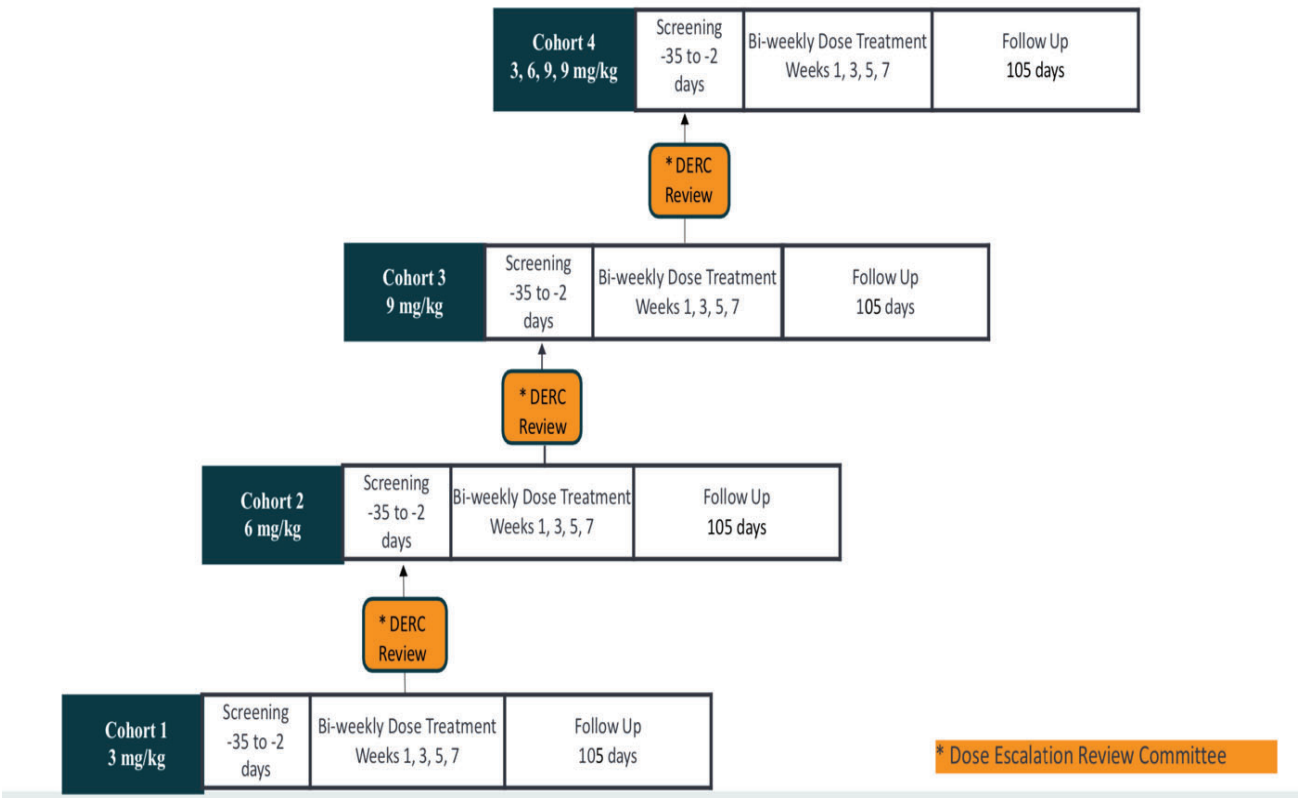 Cohort 4
3, 6, 9, 9 mg/kg
Screening
-35 to -2
days
Bi-weekly Dose Treatment
Weeks 1, 3, 5, 7
Follow Up
105 days
* DERC
Review
Cohort 3
9 mg/kg
Screening
-35 to -2
days
Bi-weekly Dose Treatment
Weeks 1, 3, 5, 7
Follow Up
105 days
* DERC
Review
Cohort 2
6 mg/kg
Screening
-35 to -2
days
Bi-weekly Dose Treatment
Weeks 1, 3, 5, 7
Follow Up
105 days
* DERC
Review
Cohort 1
3 mg/kg
Screening
-35 to -2
days
Bi-weekly Dose Treatment
Weeks 1, 3, 5, 7
Follow Up
105 days
* Dose Escalation Review Committee